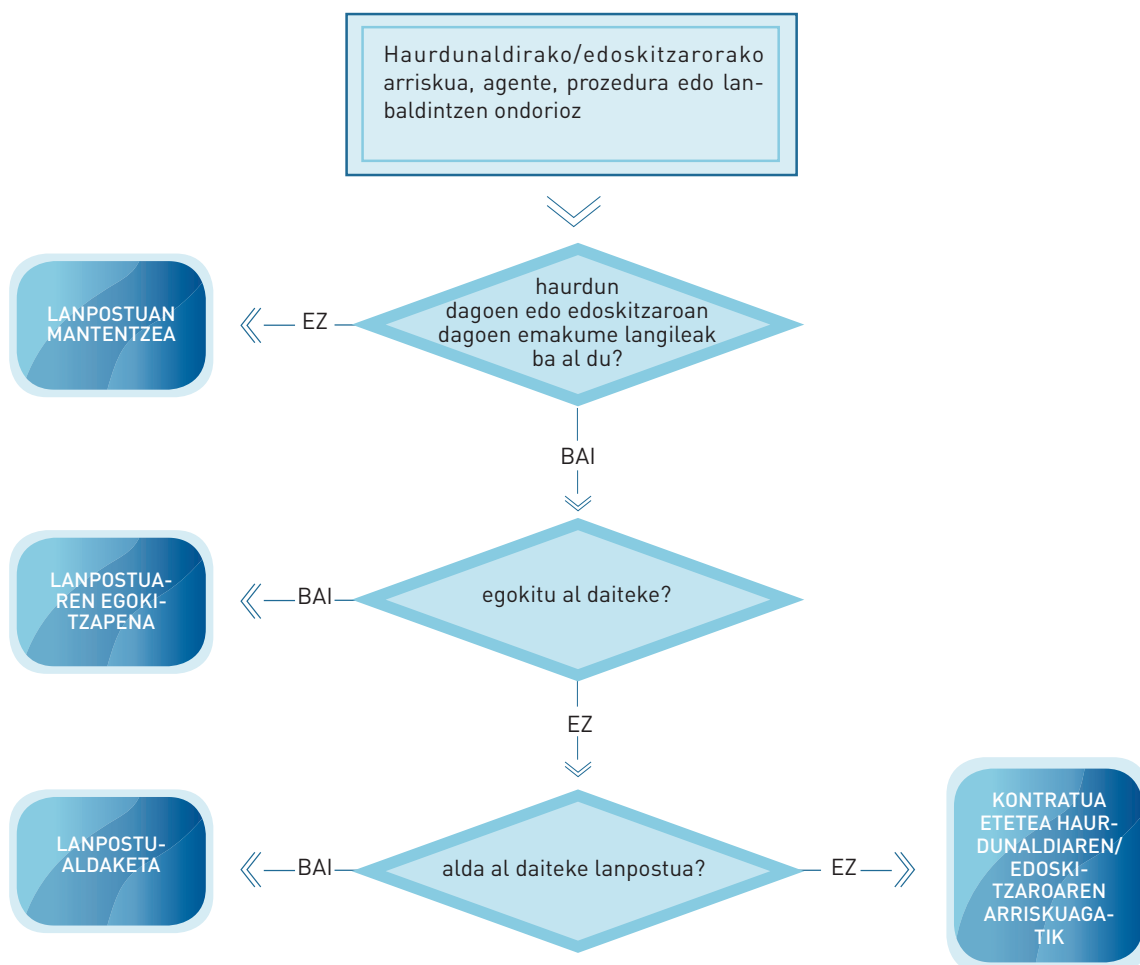 Haurdunaldirako/edoskitzarorako
arriskua, agente, prozedura edo lan-
baldintzen ondorioz
haurdun
dagoen edo edoskitzaroan
dagoen emakume langileak
ba al du?
EZ
LANPOSTUAN
MANTENTZEA
BAI
egokitu al daiteke?
BAI
LANPOSTUA-
REN EGOKI-
TZAPENA
EZ
alda al daiteke lanpostua?
BAI
LANPOSTU-
ALDAKETA
EZ
KONTRATUA
ETETEA HAUR-
DUNALDIAREN/
EDOSKI-
TZAROAREN
ARRISKUAGA-
TIK